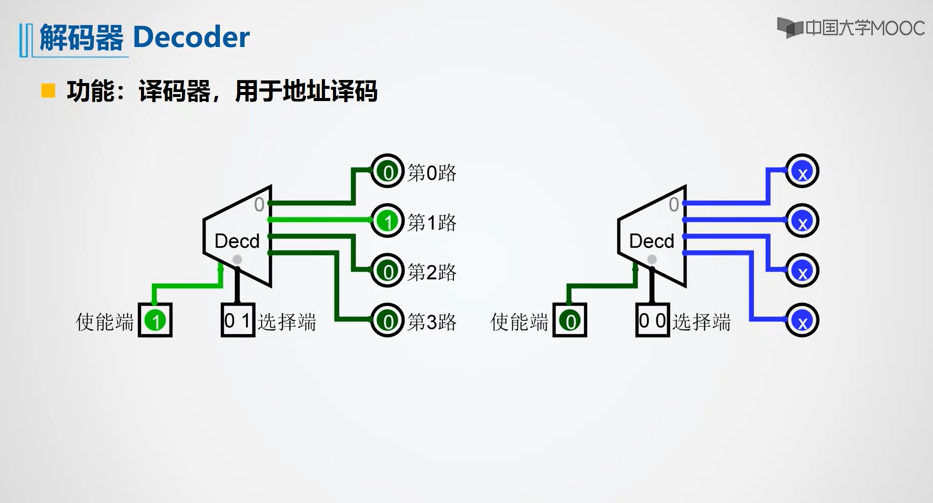 解码器 Decoder
中国大学MOOC
功能：译码器，用于地址译码
0
0 第0路
1 第1路
Decd
0 第2路
使能端 1
0 1 选择端
0 第3路
0
x
x
Decd
x
使能端 0
0 0 选择端
x